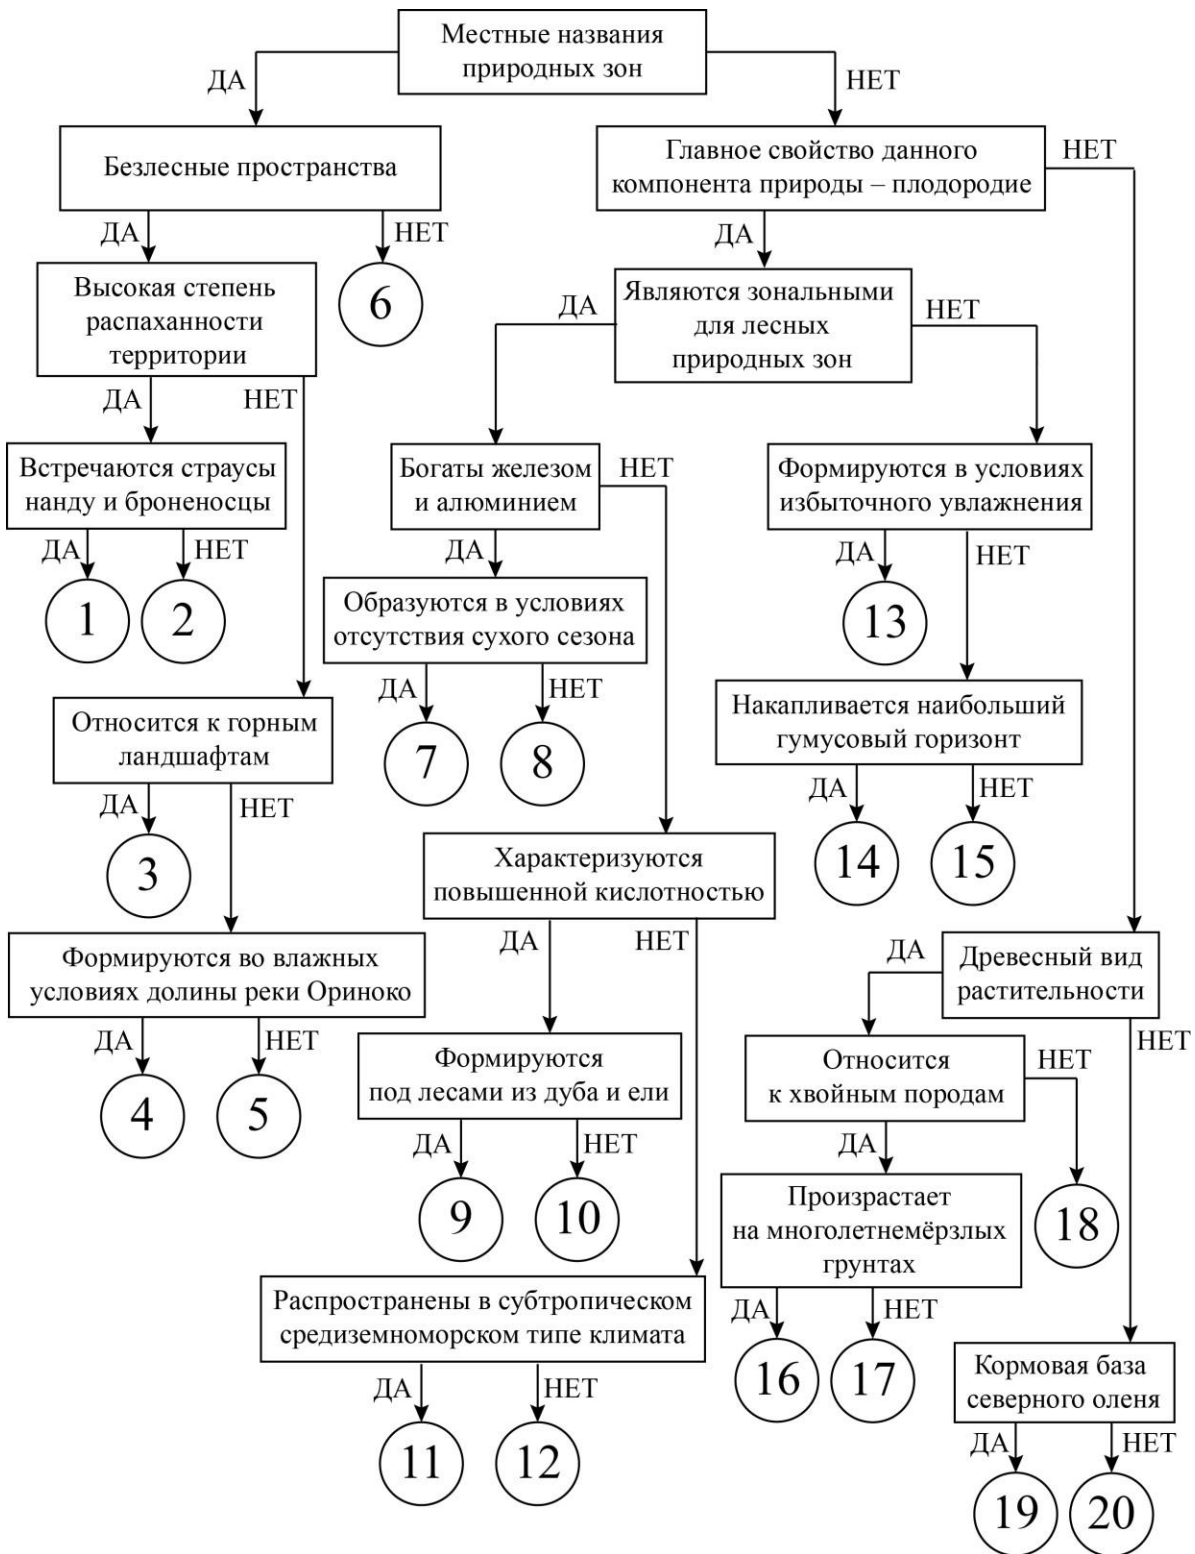 Местные названия
природных зон
ДА
НЕТ
Безлесные пространства
Главное свойство данного
компонента природы – плодородие
НЕТ
ДА
НЕТ
ДА
Высокая степень
распаханности
территории
6
Являются зональными
для лесных
природных зон
ДА
НЕТ
ДА
НЕТ
Встречаются страусы
нанду и броненосцы
Богаты железом
и алюминием
НЕТ
Формируются в условиях
избыточного увлажнения
ДА
НЕТ
ДА
ДА
НЕТ
1
2
Образуются в условиях
отсутствия сухого сезона
13
ДА
НЕТ
Относится к горным
ландшафтам
7
8
Накапливается наибольший
гумусовый горизонт
ДА
НЕТ
ДА
НЕТ
3
Характеризуются
повышенной кислотностью
14
15
ДА
НЕТ
Формируются во влажных
условиях долины реки Ориноко
ДА
Древесный вид
растительности
ДА
НЕТ
НЕТ
4
5
Формируются
под лесами из дуба и ели
Относится
к хвойным породам
НЕТ
ДА
НЕТ
ДА
9
10
Произрастает
на многолетнемёрзлых
грунтах
18
Распространены в субтропическом
средиземноморском типе климата
ДА
НЕТ
ДА
НЕТ
16
17
Кормовая база
северного оленя
11
12
ДА
НЕТ
19
20